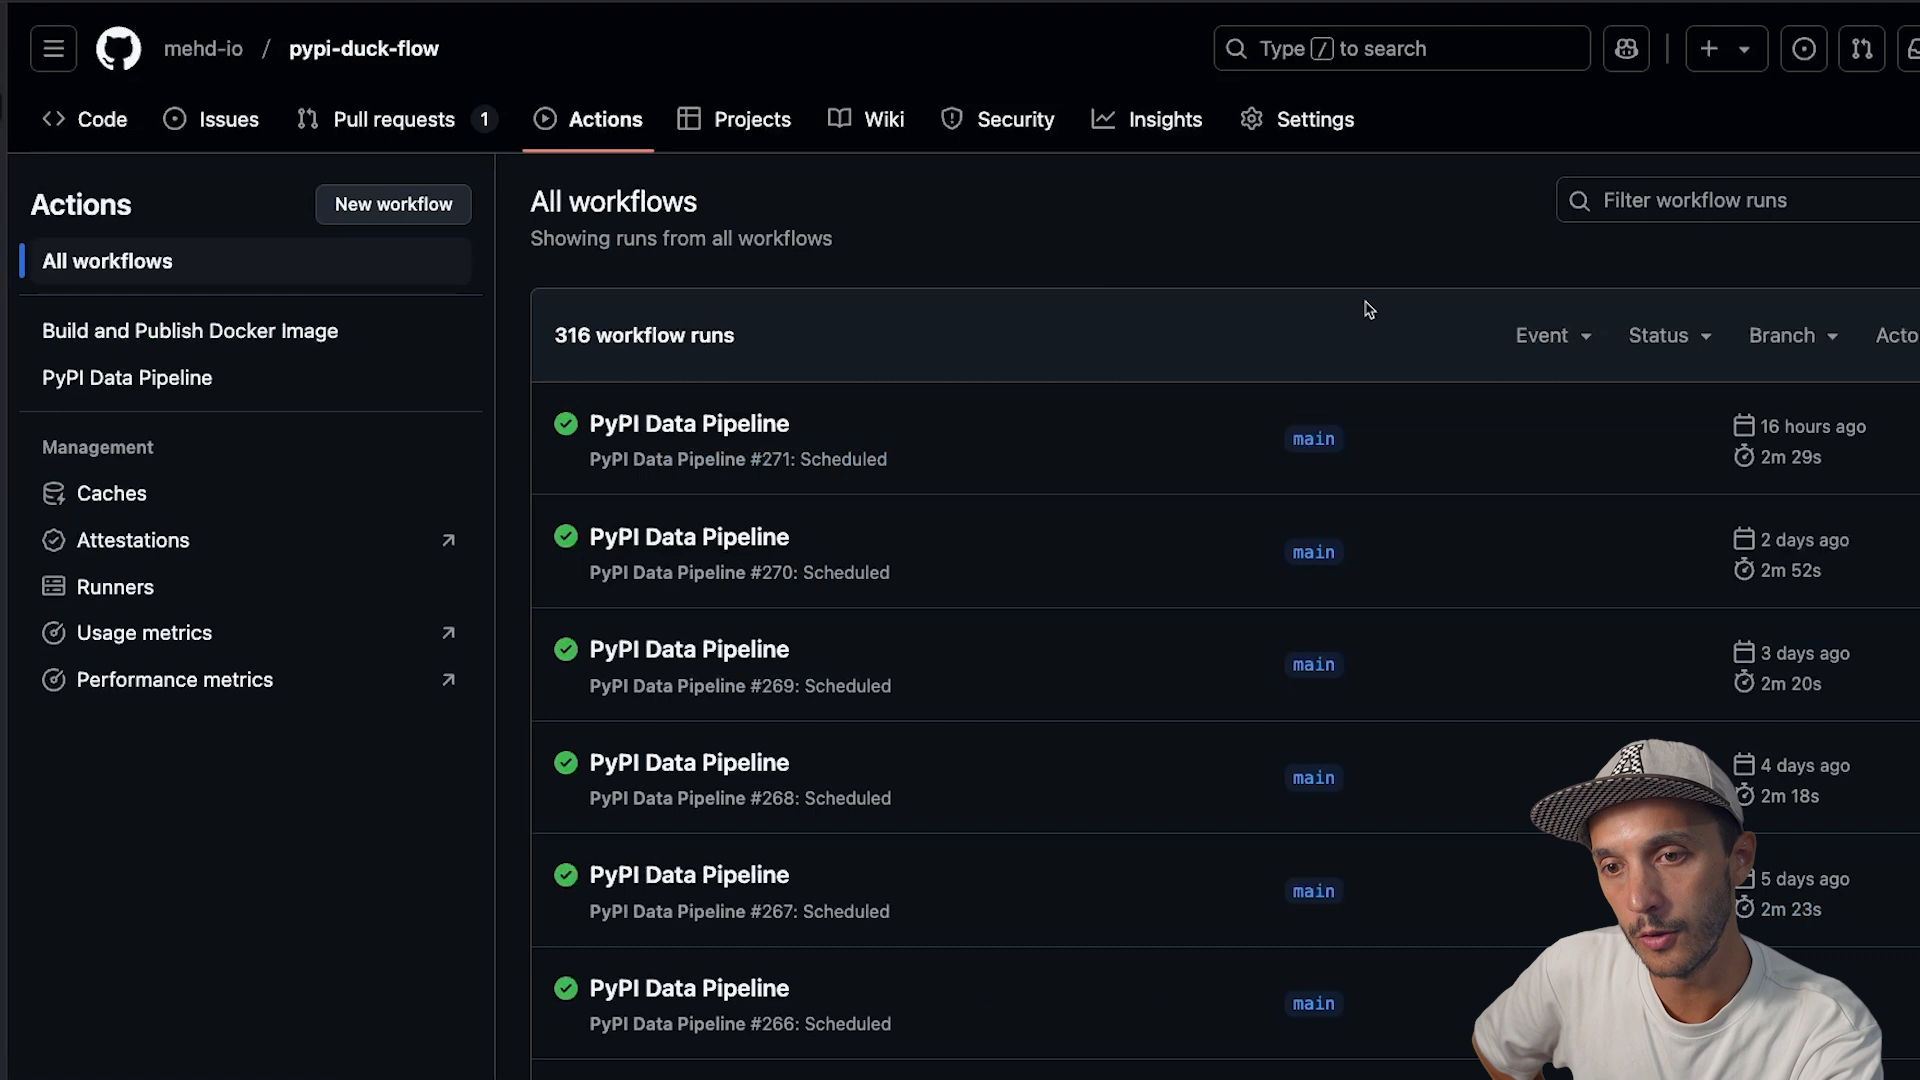 mehd-io / pypi-duck-flow
Type / to search
Code
Issues
Pull requests 1
Actions
Projects
Wiki
Security
Insights
Settings
Actions
New workflow
All workflows
Build and Publish Docker Image
PyPI Data Pipeline
Management
Caches
Attestations
Runners
Usage metrics
Performance metrics
All workflows
Showing runs from all workflows
Filter workflow runs
316 workflow runs
Event
Status
Branch
Acto
PyPI Data Pipeline
PyPI Data Pipeline #271: Scheduled
main
16 hours ago
2m 29s
PyPI Data Pipeline
PyPI Data Pipeline #270: Scheduled
main
2 days ago
2m 52s
PyPI Data Pipeline
PyPI Data Pipeline #269: Scheduled
main
3 days ago
2m 20s
PyPI Data Pipeline
PyPI Data Pipeline #268: Scheduled
main
4 days ago
2m 18s
PyPI Data Pipeline
PyPI Data Pipeline #267: Scheduled
main
5 days ago
2m 23s
PyPI Data Pipeline
PyPI Data Pipeline #266: Scheduled
main